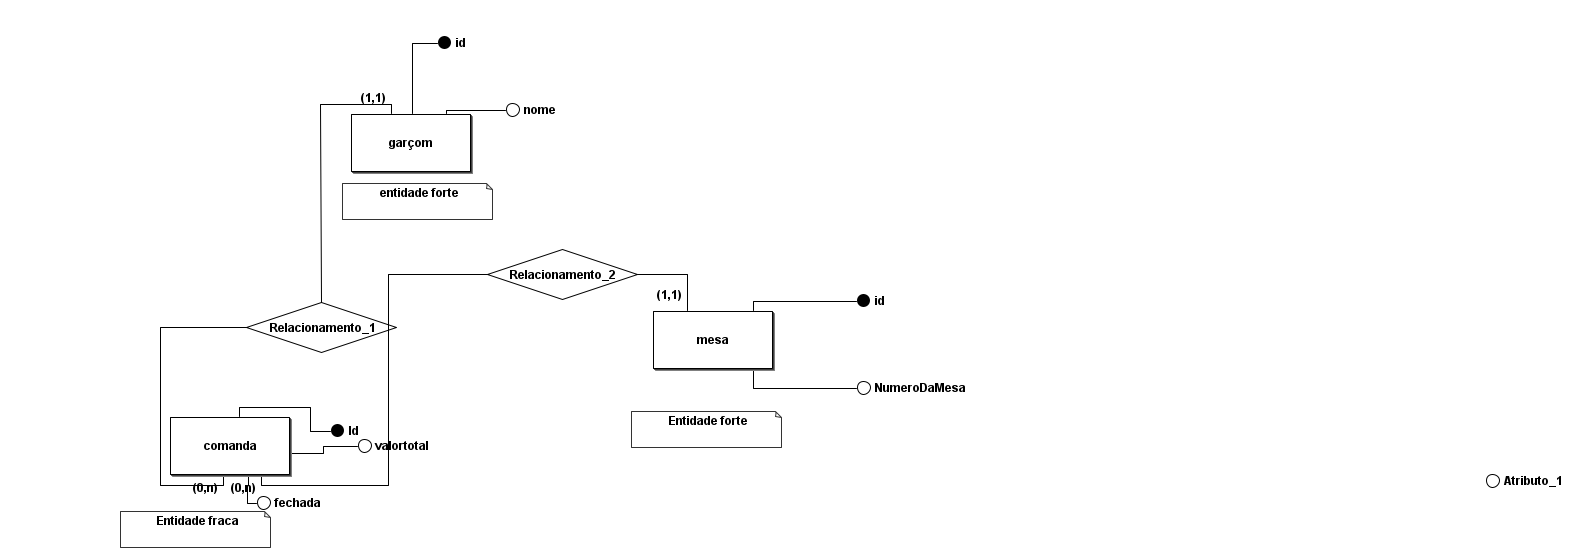 id
(1,1)
nome
garçom
entidade forte
Relacionamento_2
(1,1)
id
Relacionamento_1
mesa
NumeroDaMesa
Entidade forte
Id
comanda
valortotal
(0,n)
(0,n)
fechada
Entidade fraca
Atributo_1